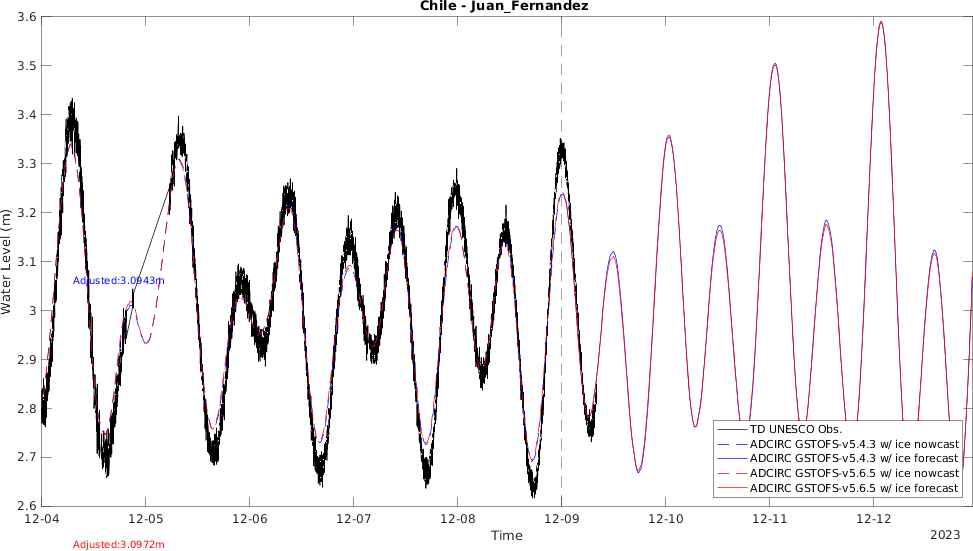 Chile - Juan_Fernandez
3.6
3.5
3.4
3.3
3.2
3.1
3
2.9
2.8
2.7
2.6
Water Level (m)
Adjusted:3.0943m
TD UNESCO Obs.
ADCIRC GSTOFS-v5.4.3 w/ ice nowcast
ADCIRC GSTOFS-v5.4.3 w/ ice forecast
ADCIRC GSTOFS-v5.6.5 w/ ice nowcast
ADCIRC GSTOFS-v5.6.5 w/ ice forecast
12-04 12-05 12-06 12-07 12-08 12-09 12-10 12-11 12-12
Time
2023
Adjusted:3.0972m